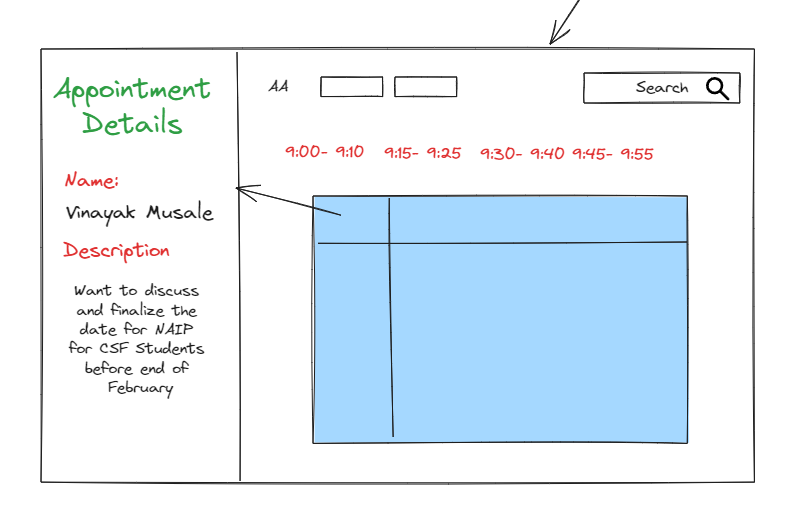 Appointment
Details
Name:
Vinayak Musale
Description
Want to discuss
and finalize the
date for NAIP
for CSF Students
before end of
February
AA
Search
9:00- 9:10 9:15- 9:25 9:30- 9:40 9:45- 9:55